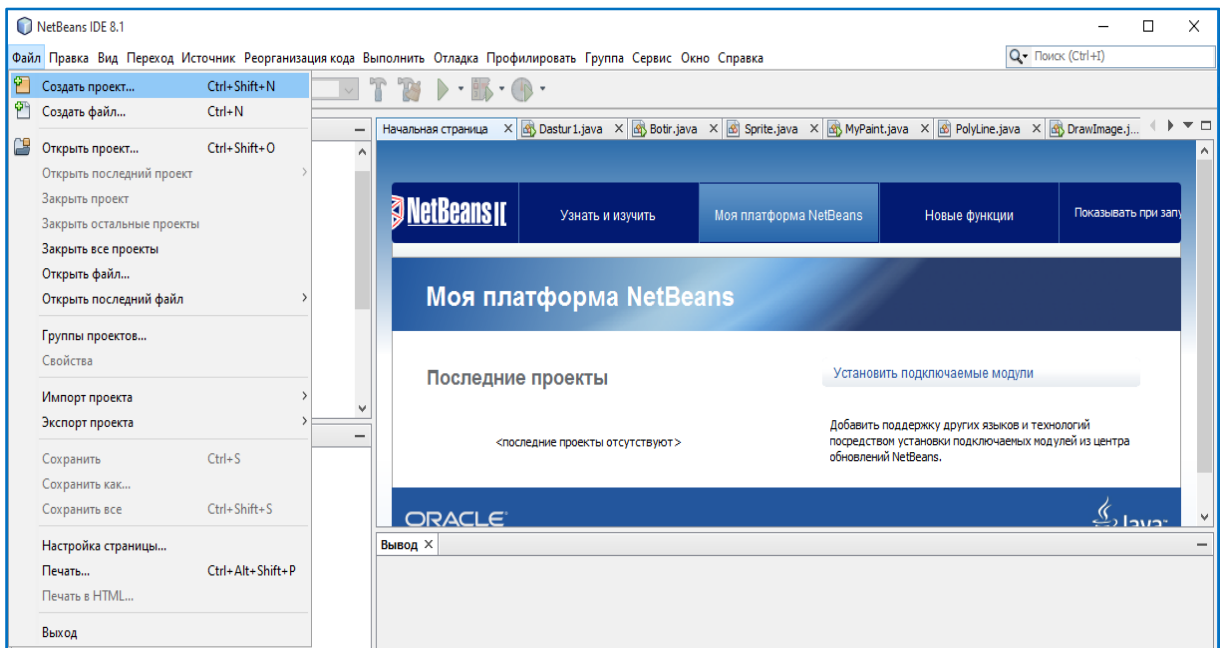 NetBeans IDE 8.1
Файл Правка Вид Переход Источник Реорганизация кода Выполнить Отладка Профилировать Группа Сервис Окно Справка
Поиск (Ctrl+I)
Создать проект... Ctrl+Shift+N
Создать файл... Ctrl+N
Открыть проект... Ctrl+Shift+O
Открыть последний проект
Закрыть проект
Закрыть остальные проекты
Закрыть все проекты
Открыть файл...
Открыть последний файл
Группы проектов...
Свойства
Импорт проекта
Экспорт проекта
Сохранить Ctrl+S
Сохранить как...
Сохранить все Ctrl+Shift+S
Настройка страницы...
Печать... Ctrl+Alt+Shift+P
Печать в HTML...
Выход
Начальная страница Dastur1.java Botir.java Sprite.java MyPaint.java PolyLine.java DrawImage.j...
NetBeans Узнать и изучить Моя платформа NetBeans Новые функции Показывать при запу
Моя платформа NetBeans
Последние проекты
<последние проекты отсутствуют>
Установить подключаемые модули
Добавить поддержку других языков и технологий
посредством установки подключаемых модулей из центра
обновлений NetBeans.
ORACLE Java
Вывод